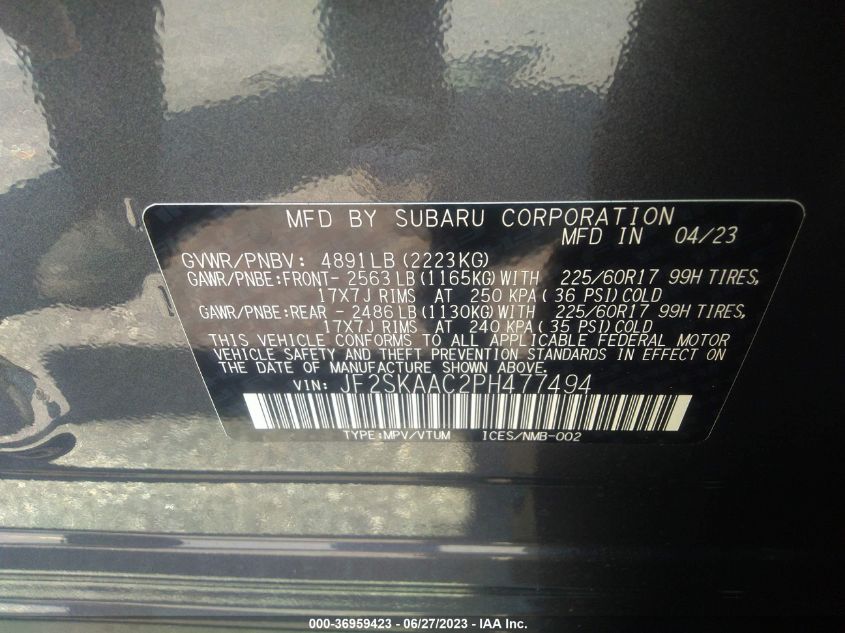 MFD BY SUBARU CORPORATION
MFD IN 04/23
GVWR/PNBV: 4891LB (2223KG)
GAWR/PNBE:FRONT- 2563 LB (1165KG) WITH 225/60R17 99H TIRES,
17X7J RIMS AT 250 KPA ( 36 PSI) COLD
GAWR/PNBE:REAR - 2486 LB (1130KG) WITH 225/60R17 99H TIRES,
17X7J RIMS AT 240 KPA ( 35 PSI) COLD
THIS VEHICLE CONFORMS TO ALL APPLICABLE FEDERAL MOTOR
VEHICLE SAFETY AND THEFT PREVENTION STANDARDS IN EFFECT ON
THE DATE OF MANUFACTURE SHOWN ABOVE.
VIN: JF2SKAAC2PH477494
TYPE:MPV/VTUM ICES/NMB-002
000-36959423 - 06/27/2023 - IAA Inc.